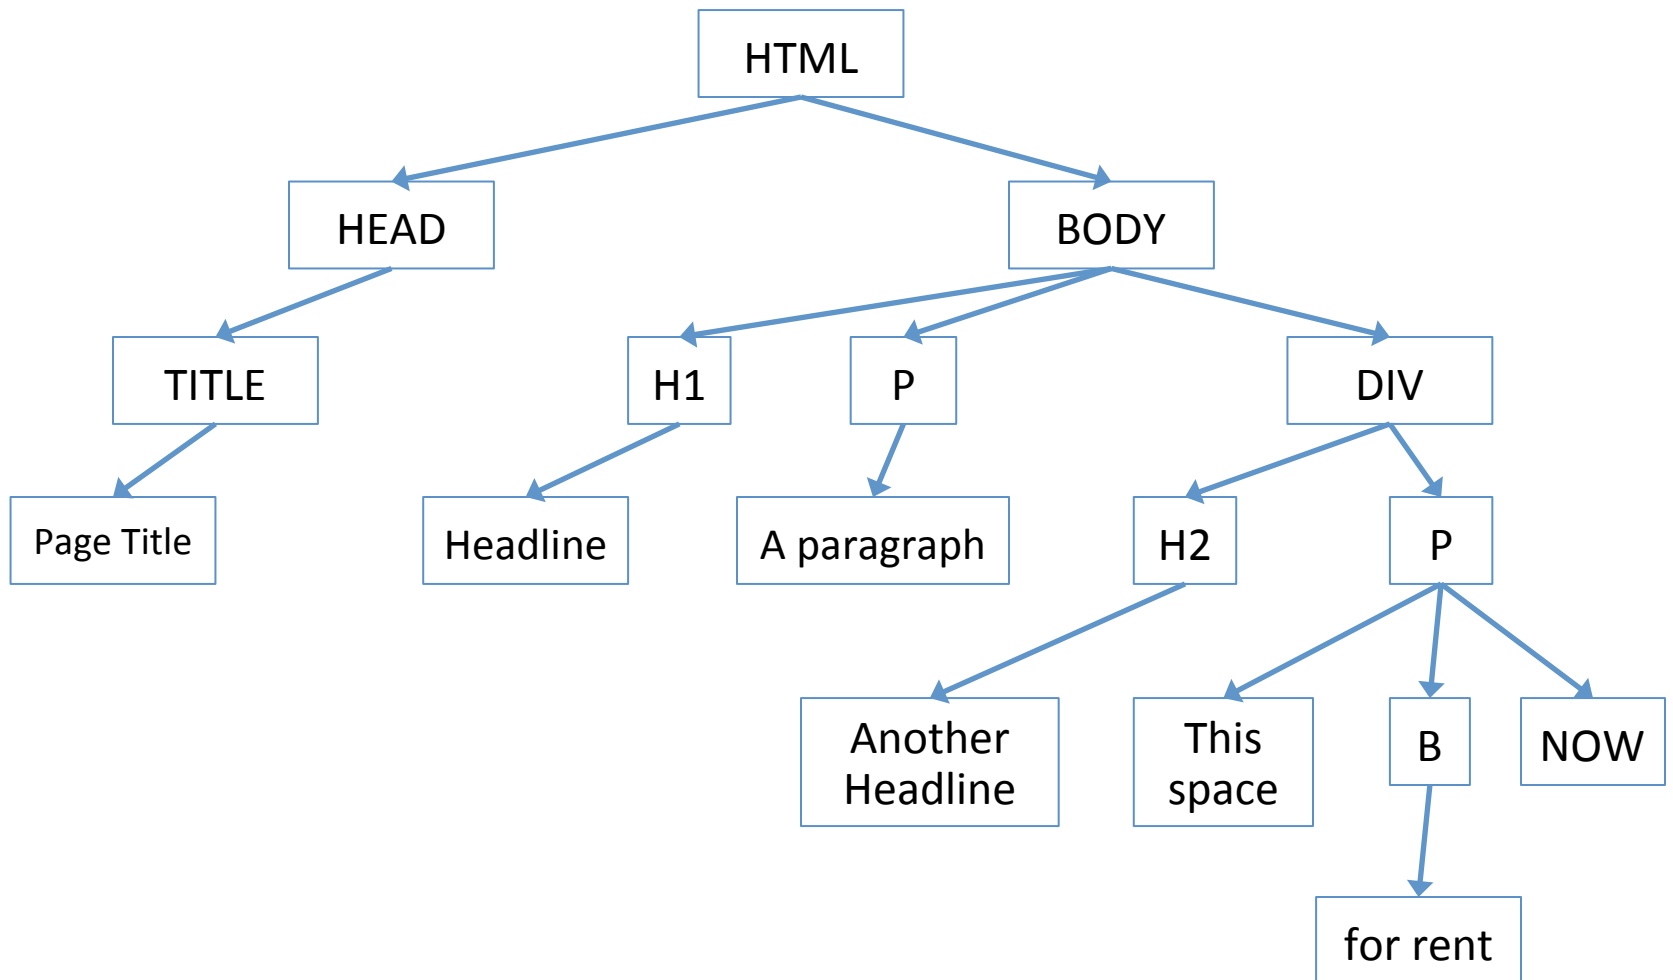 HTML
HEAD
BODY
TITLE
H1
P
DIV
Page Title
Headline
A paragraph
H2
P
Another
Headline
This
space
B
NOW
for rent